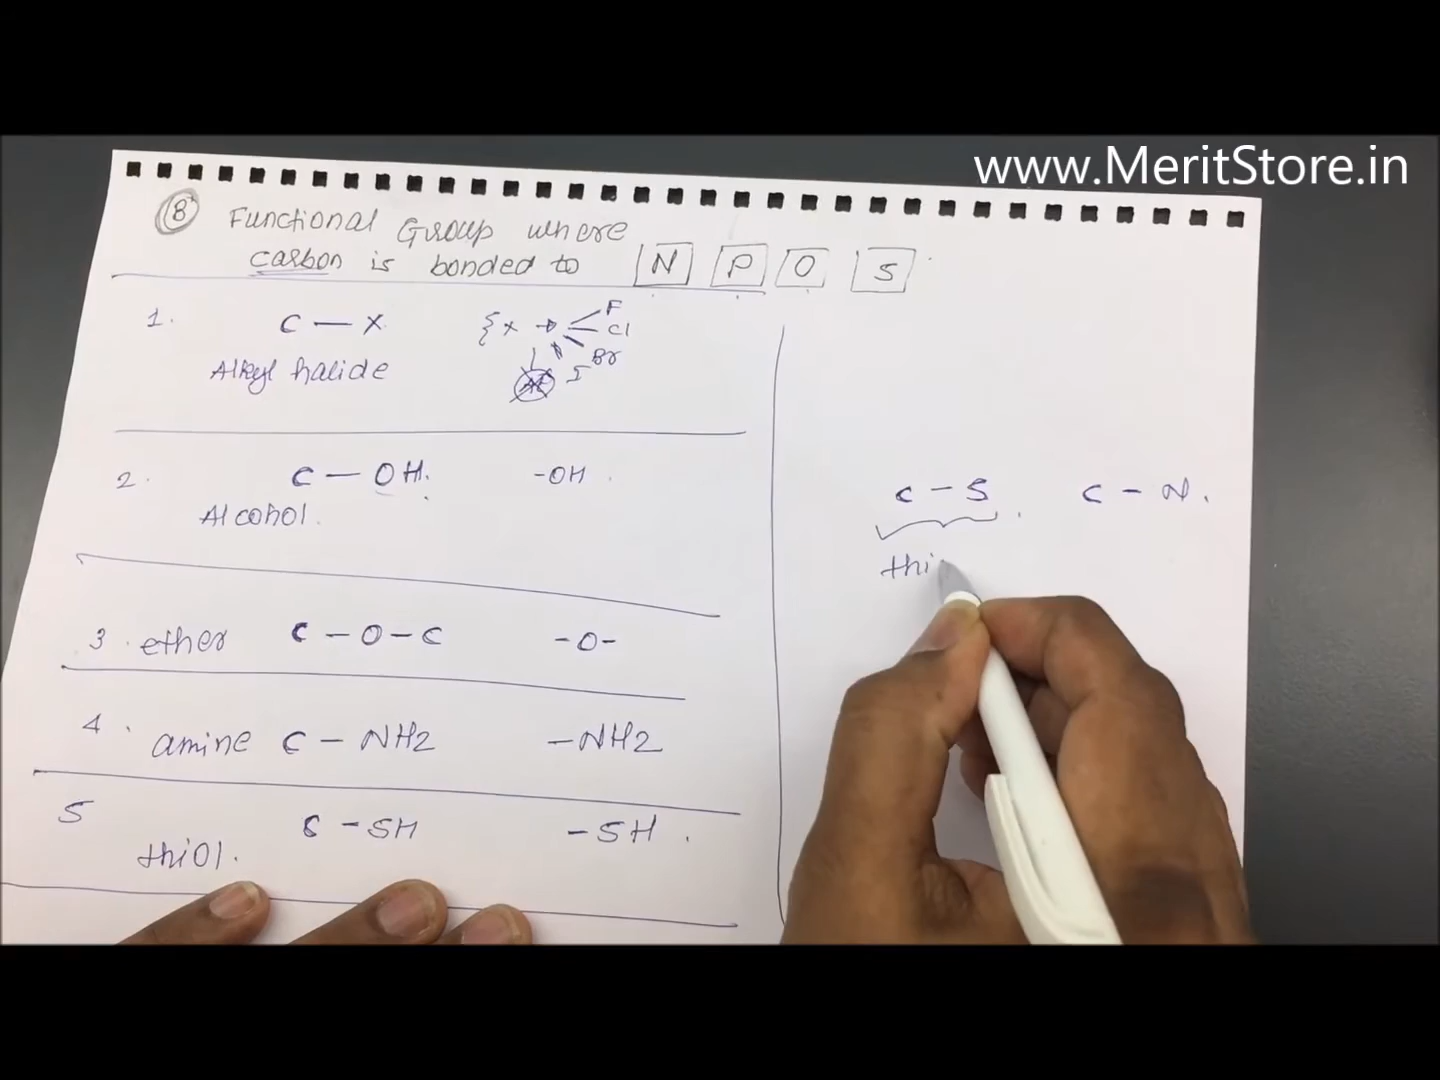 www.MeritStore.in
8 Functional Group where
carbon is bonded to N P O S
1. C — X {X → F
Cl
Br
I
At
Alkyl halide
2. C — OH. -OH
Alcohol.
3. ether C - O - C -O-
4. amine C - NH2 -NH2
5 C - SH -SH.
thiol.
C - S. C - N.
thi